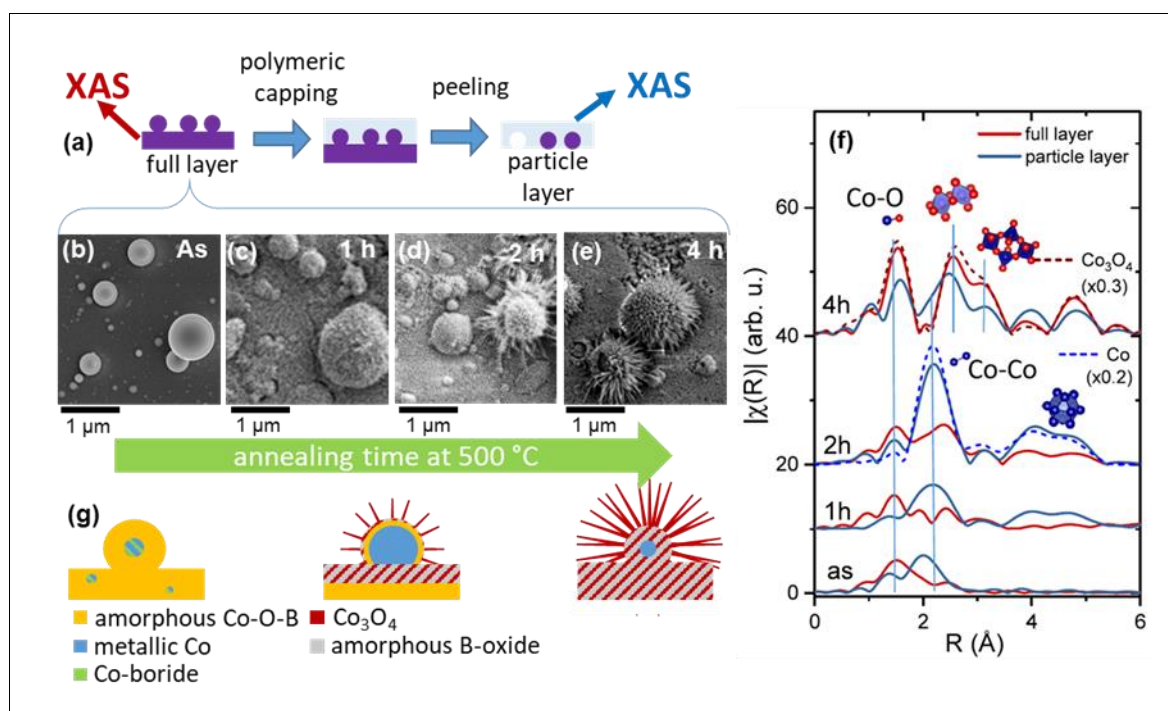 XAS
polymeric
capping
peeling
XAS
(a)
full layer
particle
layer
(b) As
(c) 1 h
(d) 2 h
(e) 4 h
1 µm
1 µm
1 µm
1 µm
annealing time at 500 °C
(g)
amorphous Co-O-B
metallic Co
Co-boride
Co₃O₄
amorphous B-oxide
(f)
full layer
particle layer
Co-O
Co₃O₄
(x0.3)
4h
Co-Co
Co
(x0.2)
2h
1h
as
|χ(R)| (arb. u.)
60
40
20
0
0 2 4 6
R (Å)